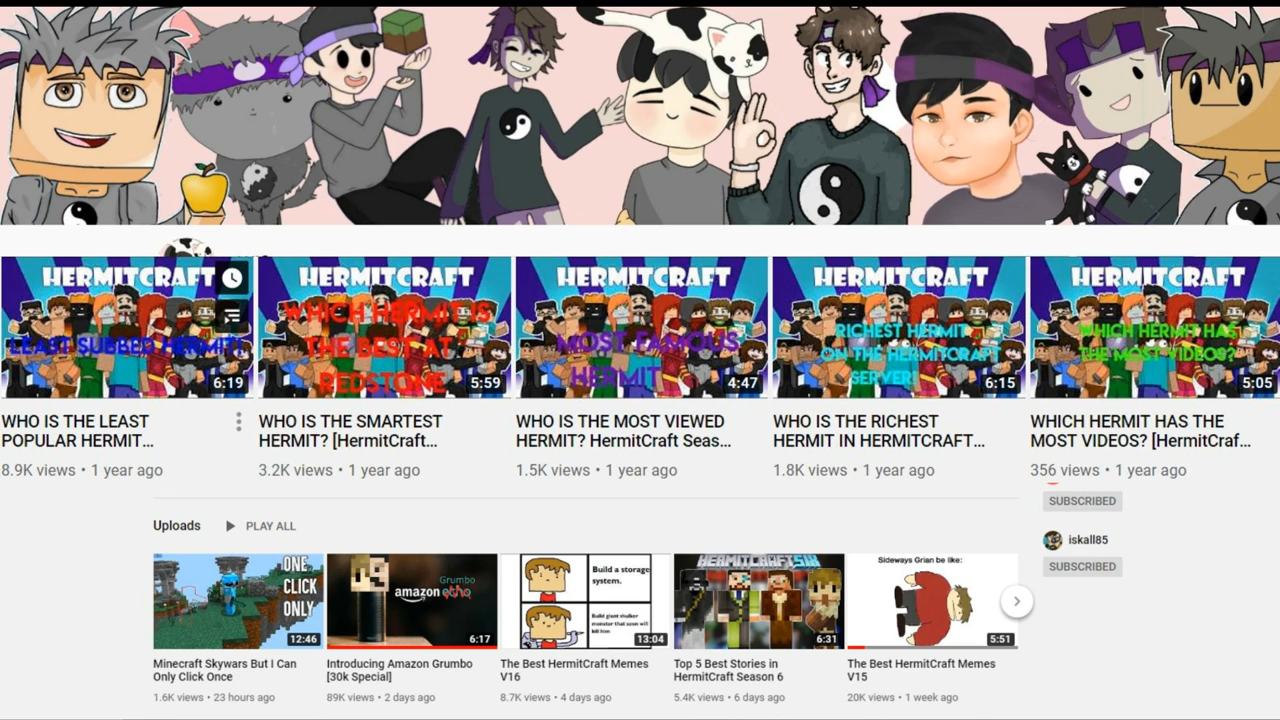 HERMITCRAFT
LEAST SUBBED HERMIT!
6:19
HERMITCRAFT
WHICH HERMIT IS
THE BEST AT
REDSTONE
5:59
HERMITCRAFT
MOST FAMOUS
HERMIT
4:47
HERMITCRAFT
RICHEST HERMIT
ON THE HERMITCRAFT
SERVER!
6:15
HERMITCRAFT
WHICH HERMIT HAS
THE MOST VIDEOS?
5:05
WHO IS THE LEAST
POPULAR HERMIT...
8.9K views • 1 year ago
WHO IS THE SMARTEST
HERMIT? [HermitCraft...
3.2K views • 1 year ago
WHO IS THE MOST VIEWED
HERMIT? HermitCraft Seas...
1.5K views • 1 year ago
WHO IS THE RICHEST
HERMIT IN HERMITCRAFT...
1.8K views • 1 year ago
WHICH HERMIT HAS THE
MOST VIDEOS? [HermitCraf...
356 views • 1 year ago
SUBSCRIBED
iskall85
SUBSCRIBED
Uploads
PLAY ALL
ONE
CLICK
ONLY
12:46
Grumbo
amazon echo
6:17
Build a storage
system.
Build giant shulker
monster that soon will
kill him
13:04
HERMITCRAFT SIX
6:31
Sideways Grian be like:
5:51
Minecraft Skywars But I Can
Only Click Once
1.6K views • 23 hours ago
Introducing Amazon Grumbo
[30k Special]
89K views • 2 days ago
The Best HermitCraft Memes
V16
8.7K views • 4 days ago
Top 5 Best Stories in
HermitCraft Season 6
5.4K views • 6 days ago
The Best HermitCraft Memes
V15
20K views • 1 week ago